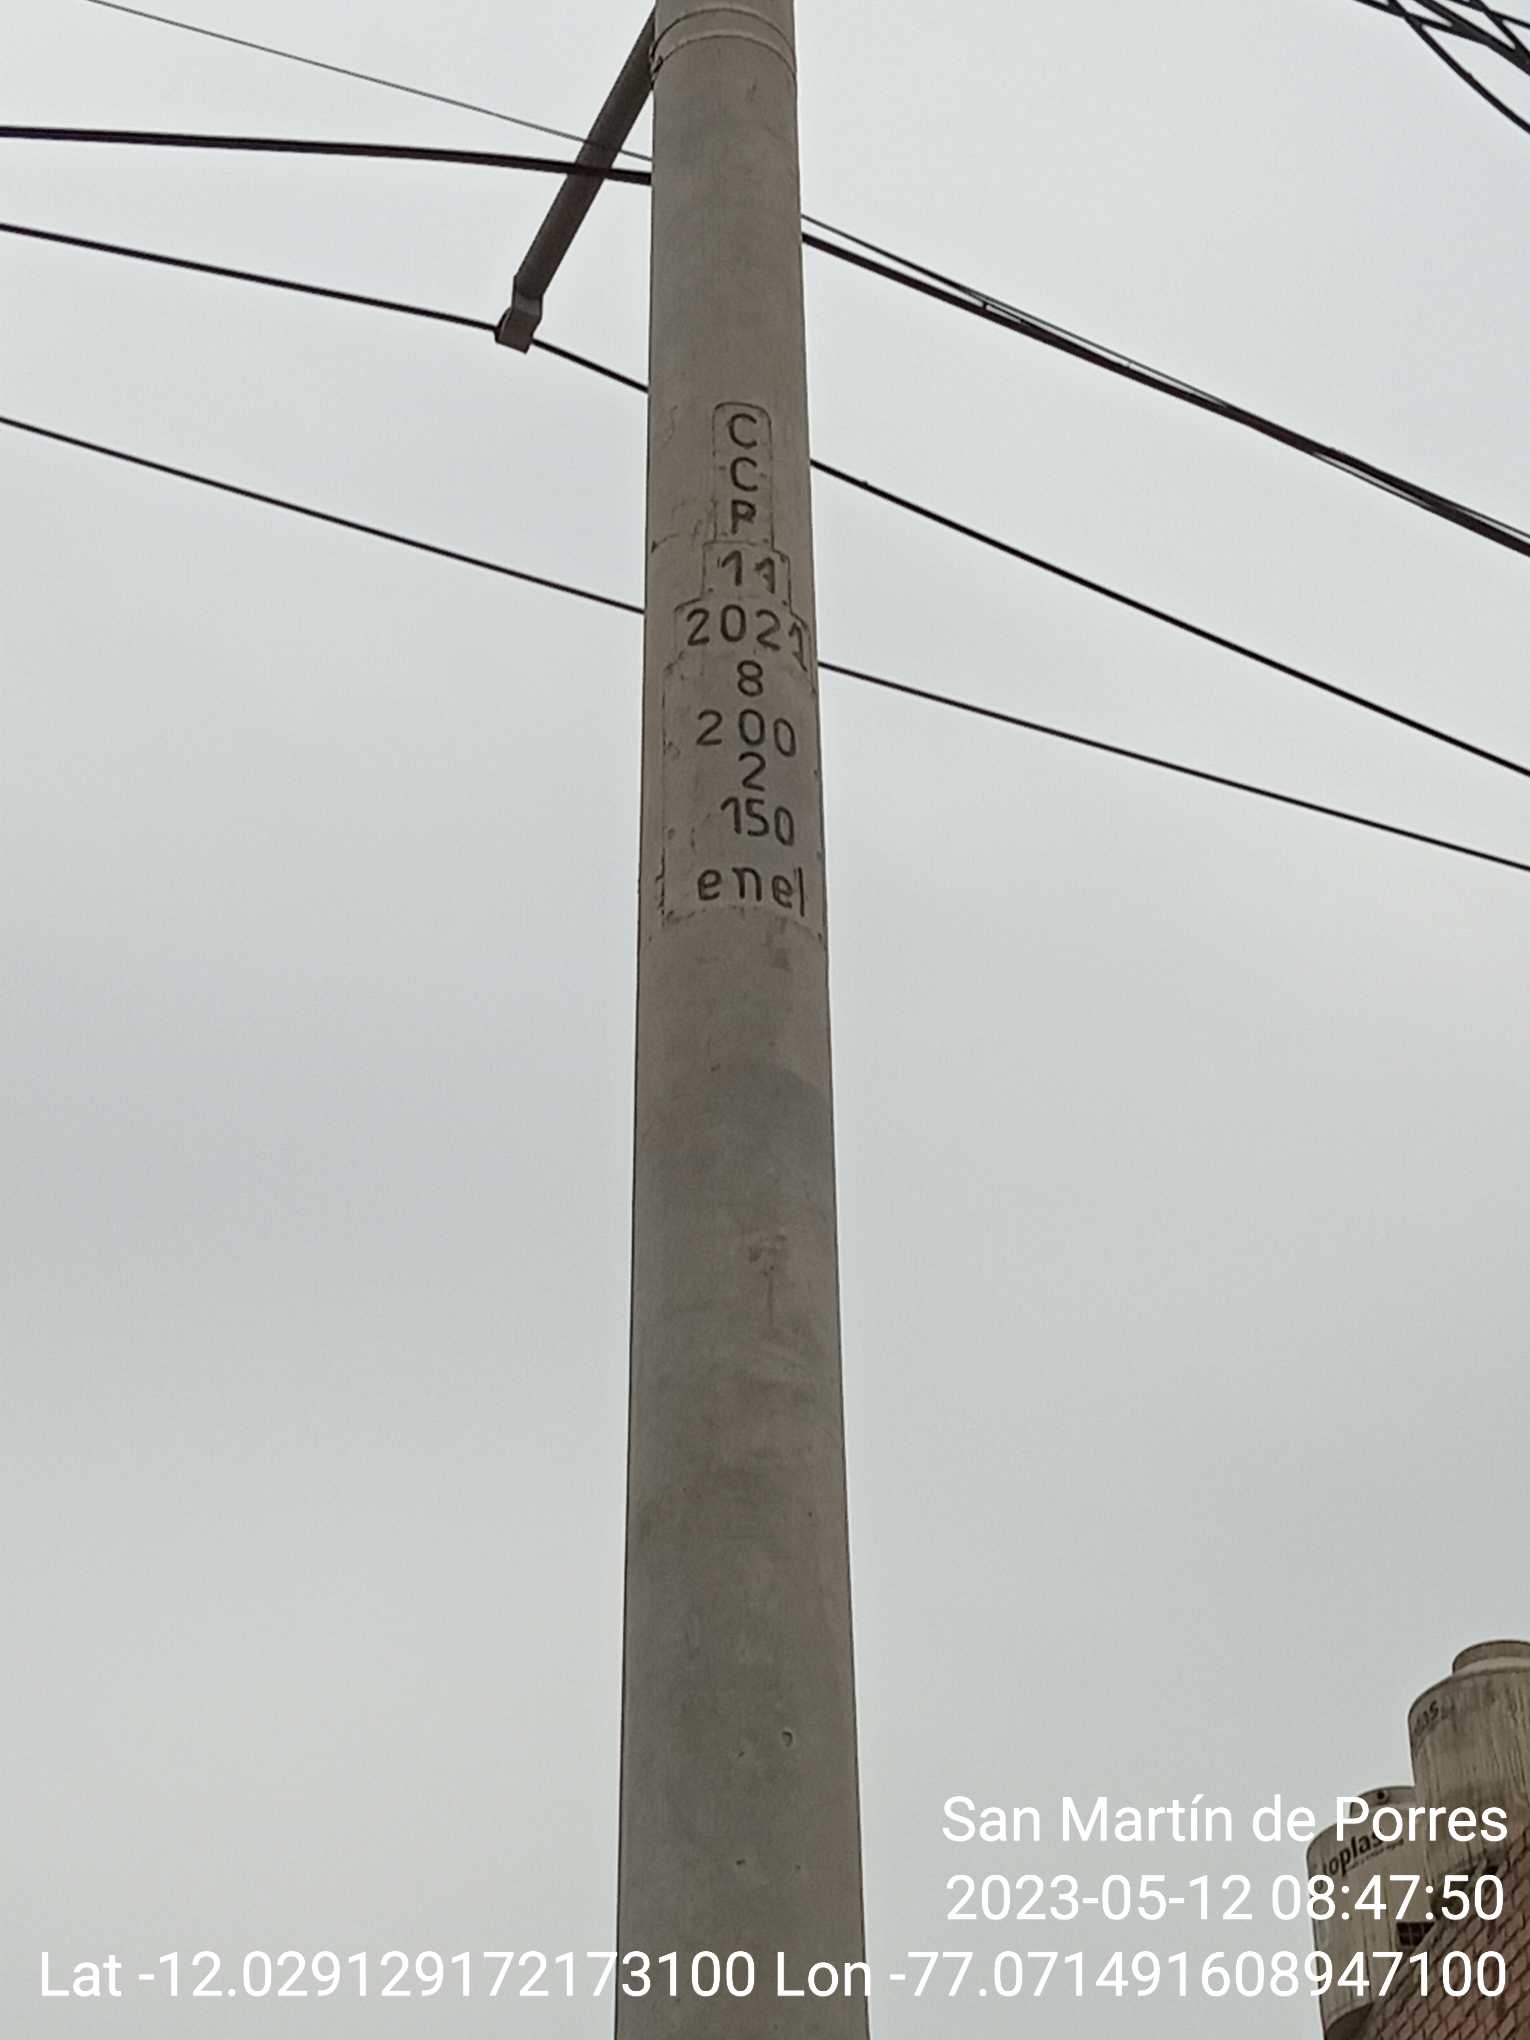 C
C
P
11
2021
8
200
2
150
enel
San Martín de Porres
2023-05-12 08:47:50
Lat -12.029129172173100 Lon -77.071491608947100